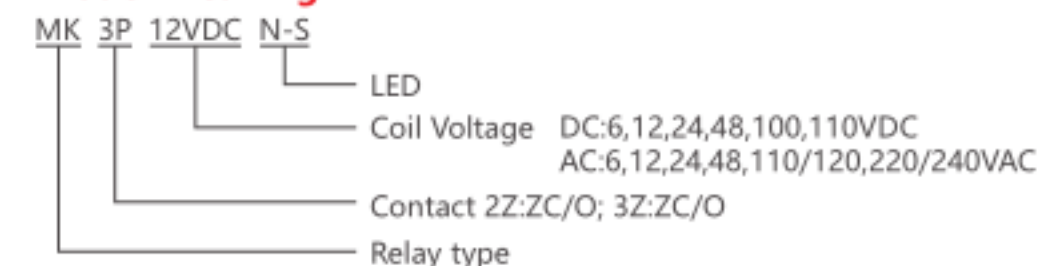 MK 3P 12VDC N-S
LED
Coil Voltage DC:6,12,24,48,100,110VDC
AC:6,12,24,48,110/120,220/240VAC
Contact 2Z:ZC/O; 3Z:ZC/O
Relay type